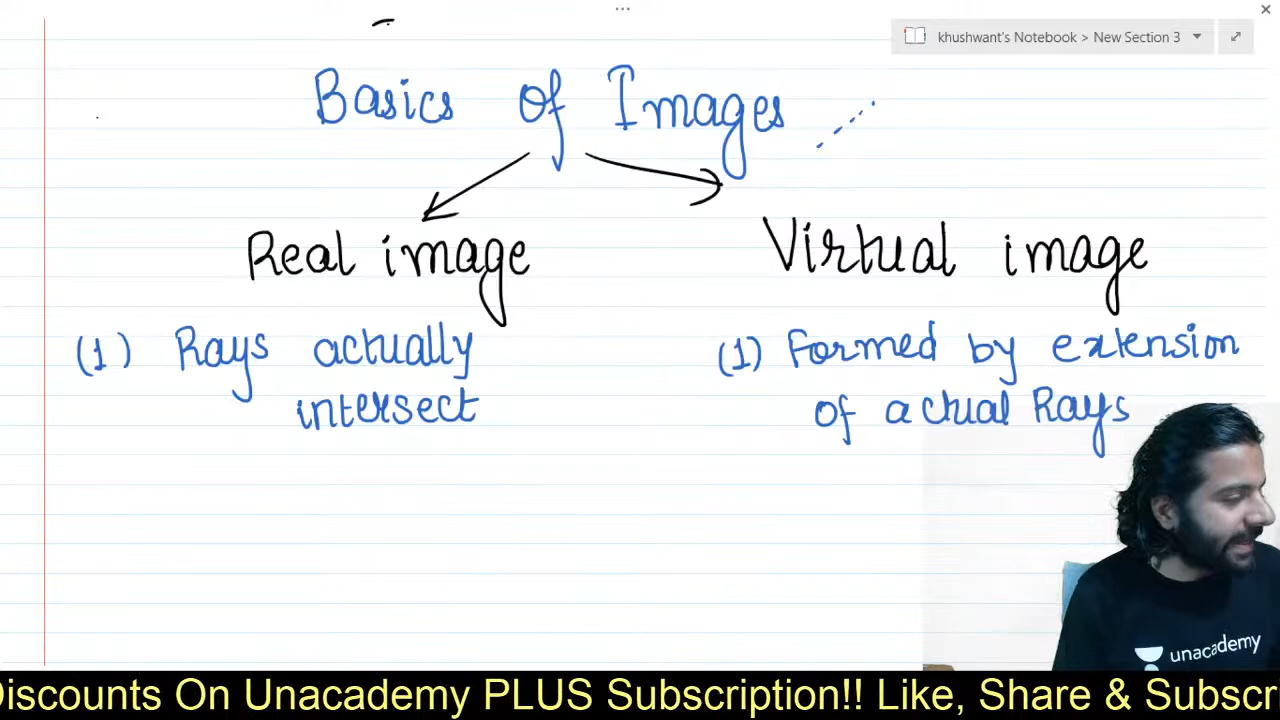 khushwant's Notebook > New Section 3
Basics of Images
Real image
Virtual image
(1) Rays actually
intersect
(1) Formed by extension
of actual Rays
unacademy
Discounts On Unacademy PLUS Subscription!! Like, Share & Subscr